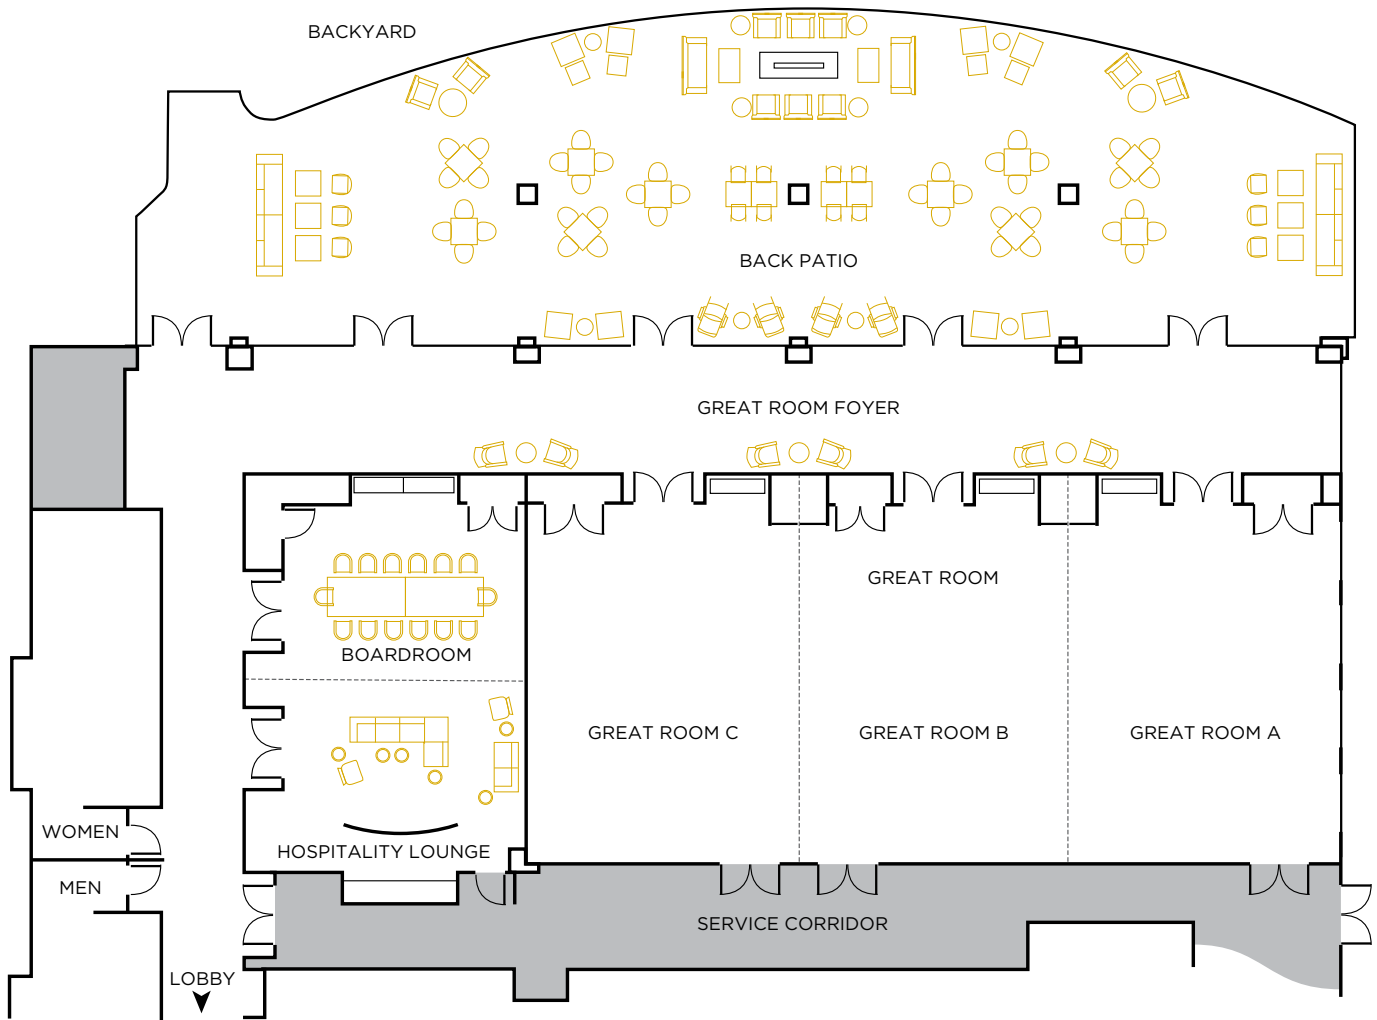 BACKYARD
BACK PATIO
GREAT ROOM FOYER
GREAT ROOM
BOARDROOM
GREAT ROOM C
GREAT ROOM B
GREAT ROOM A
WOMEN
HOSPITALITY LOUNGE
MEN
SERVICE CORRIDOR
LOBBY